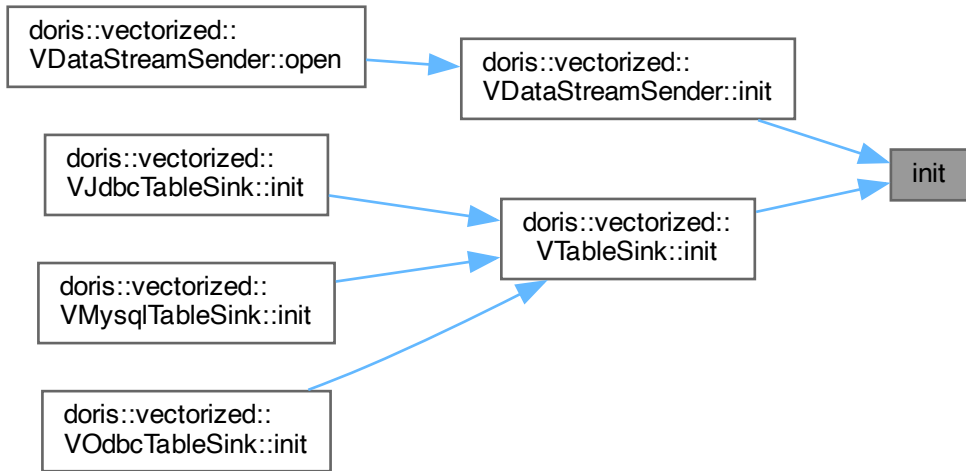 doris::vectorized::
VDataStreamSender::open
doris::vectorized::
VDataStreamSender::init
doris::vectorized::
VJdbcTableSink::init
init
doris::vectorized::
VTableSink::init
doris::vectorized::
VMysqlTableSink::init
doris::vectorized::
VOdbcTableSink::init